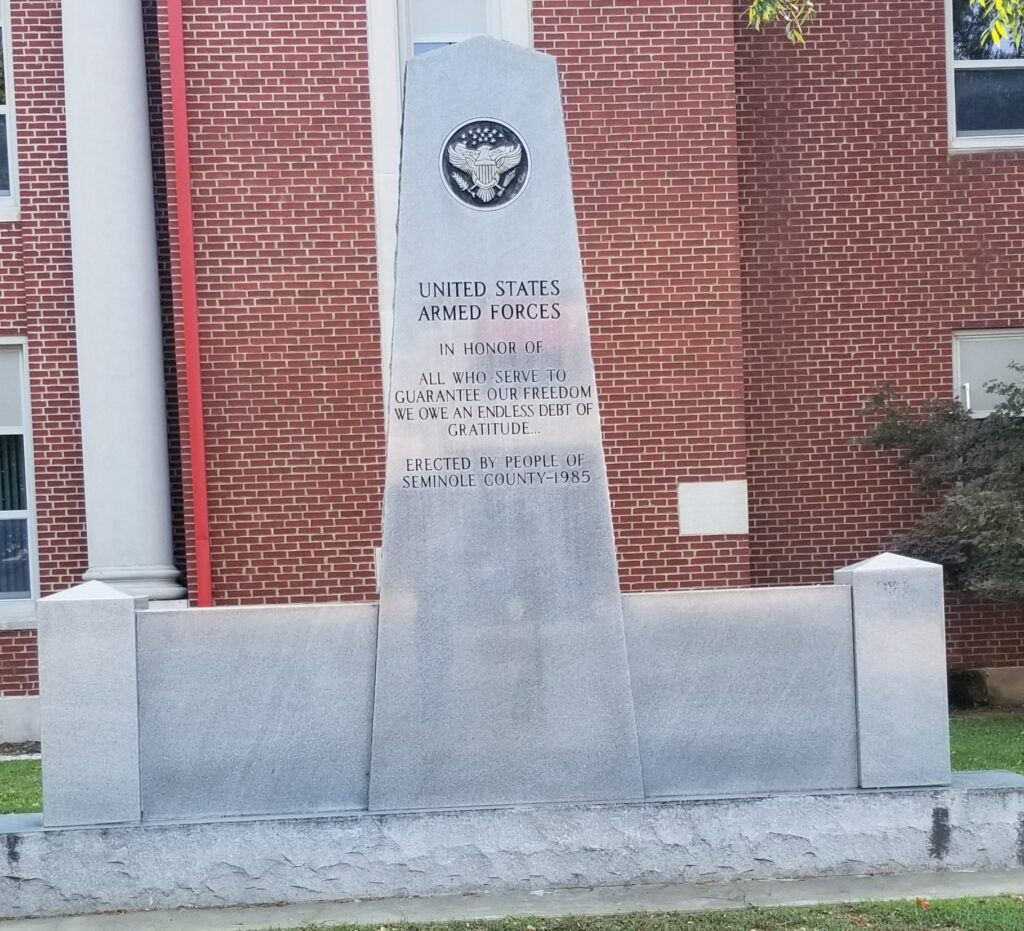 UNITED STATES
ARMED FORCES
IN HONOR OF
ALL WHO SERVE TO
GUARANTEE OUR FREEDOM
WE OWE AN ENDLESS DEBT OF
GRATITUDE...
ERECTED BY PEOPLE OF
SEMINOLE COUNTY-1985